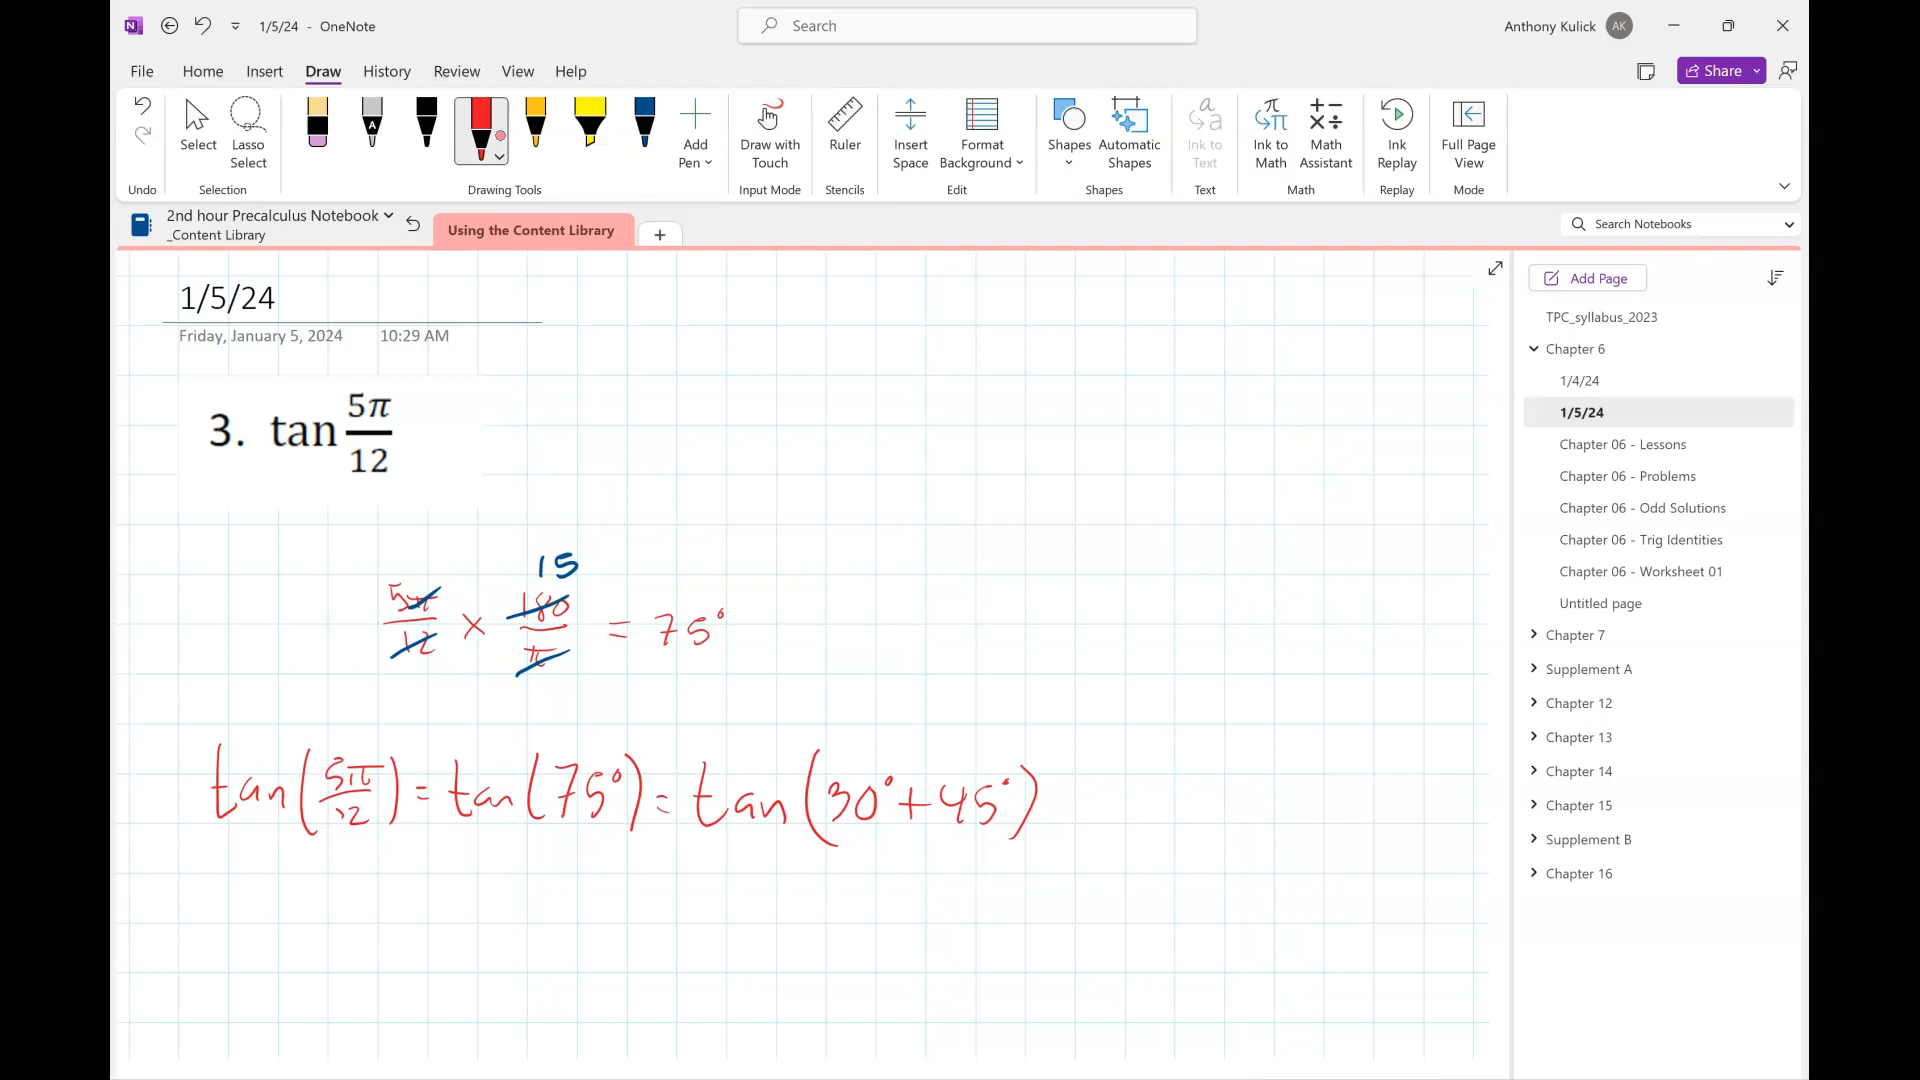 1/5/24 - OneNote
Search
Anthony Kulick AK
File Home Insert Draw History Review View Help
Share
Select
Lasso Select
A
Add Pen
Draw with Touch
Ruler
Insert Space
Format Background
Shapes
Automatic Shapes
Ink to Text
Ink to Math
Math Assistant
Ink Replay
Full Page View
Undo Selection Drawing Tools Input Mode Stencils Edit Shapes Text Math Replay Mode
2nd hour Precalculus Notebook
_Content Library
Using the Content Library
+
Search Notebooks
1/5/24
Friday, January 5, 2024 10:29 AM
3. tan 5π/12
15
5π/12 × 180/π = 75°
tan(5π/12) = tan(75°) = tan(30° + 45°)
Add Page
TPC_syllabus_2023
Chapter 6
1/4/24
1/5/24
Chapter 06 - Lessons
Chapter 06 - Problems
Chapter 06 - Odd Solutions
Chapter 06 - Trig Identities
Chapter 06 - Worksheet 01
Untitled page
Chapter 7
Supplement A
Chapter 12
Chapter 13
Chapter 14
Chapter 15
Supplement B
Chapter 16